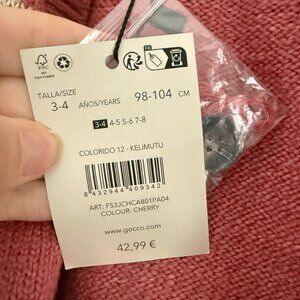 FSC
TALLA/SIZE
3-4 AÑOS/YEARS 98-104 CM
3-4 4-5 5-6 7-8
COLORIDO 12 - KELIMUTU
8 432944 409342
ART: F53JCHCA801PA04
COLOUR: CHERRY
www.gocco.com
42,99 €